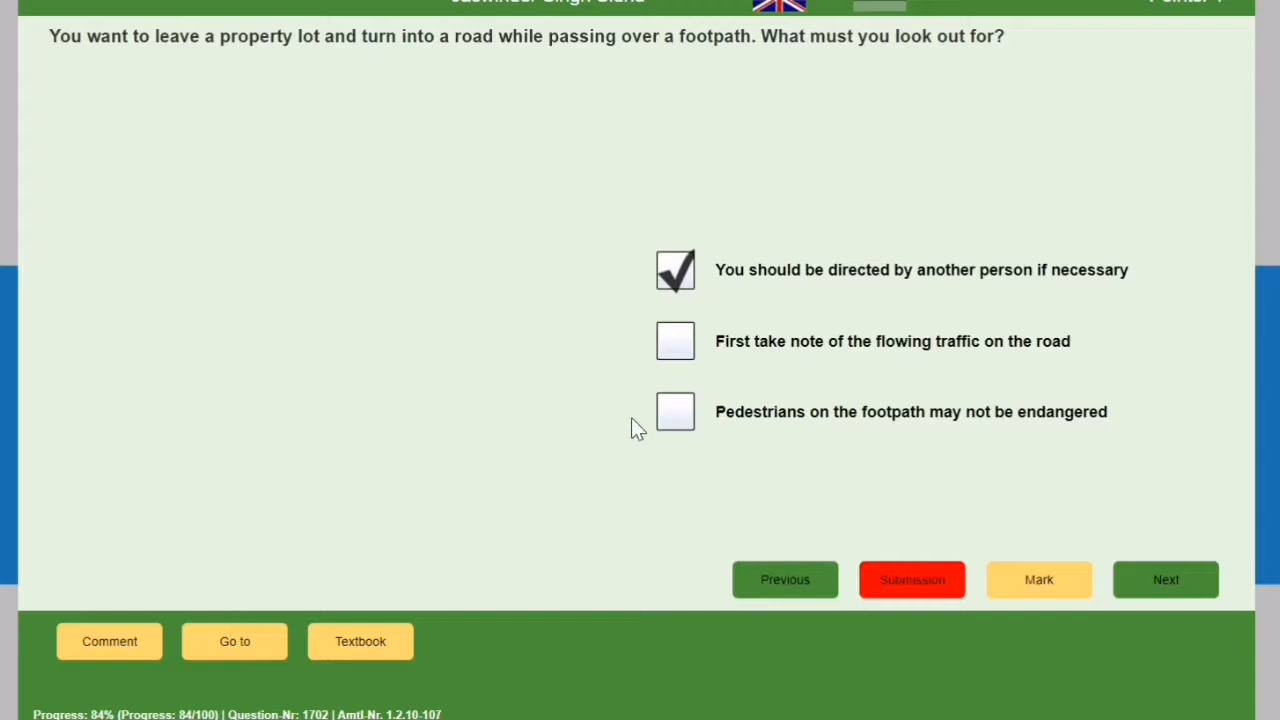 You want to leave a property lot and turn into a road while passing over a footpath. What must you look out for?
You should be directed by another person if necessary
First take note of the flowing traffic on the road
Pedestrians on the footpath may not be endangered
Previous
Submission
Mark
Next
Comment
Go to
Textbook
Progress: 84% (Progress: 84/100) | Question-Nr: 1702 | Amtl-Nr. 1.2.10-107